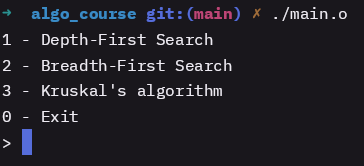 ➜ algo_course git:(main) ✗ ./main.o
1 - Depth-First Search
2 - Breadth-First Search
3 - Kruskal's algorithm
0 - Exit
>